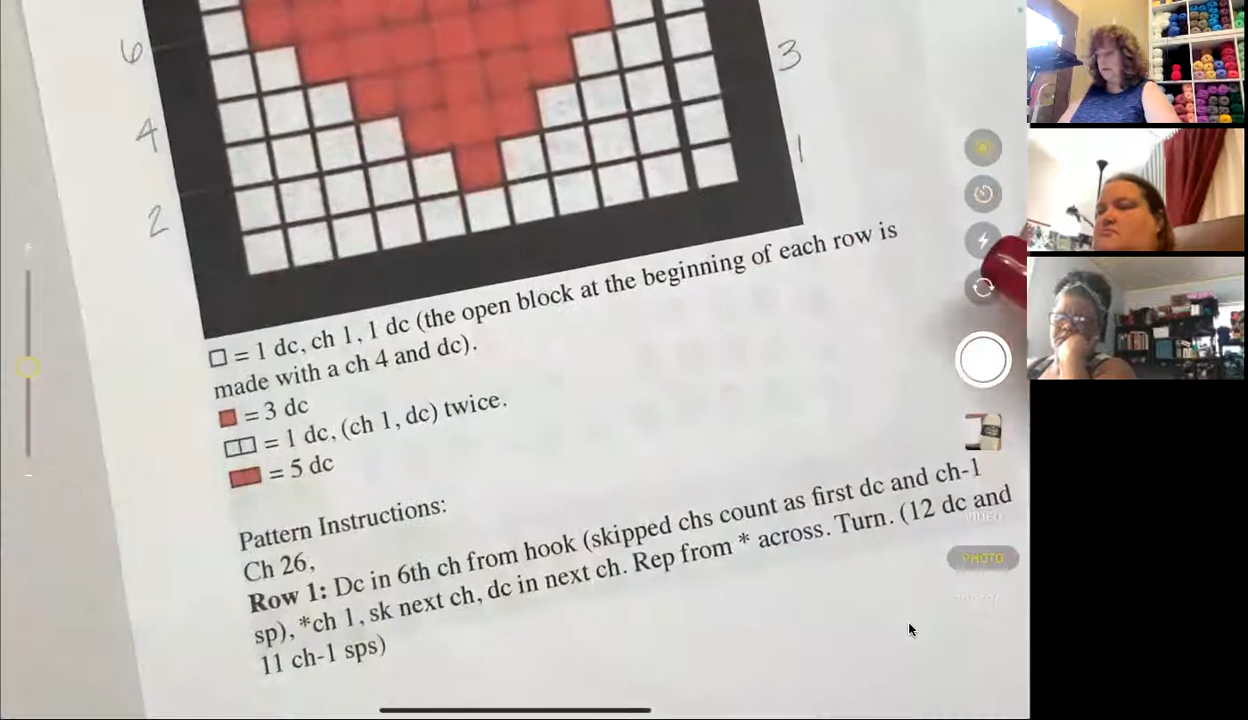 6
3
4
1
2
= 1 dc, ch 1, 1 dc (the open block at the beginning of each row is
made with a ch 4 and dc).
= 3 dc
= 1 dc, (ch 1, dc) twice.
= 5 dc
Pattern Instructions:
Ch 26,
Row 1: Dc in 6th ch from hook (skipped chs count as first dc and ch-1
sp), *ch 1, sk next ch, dc in next ch. Rep from * across. Turn. (12 dc and
11 ch-1 sps)
PHOTO